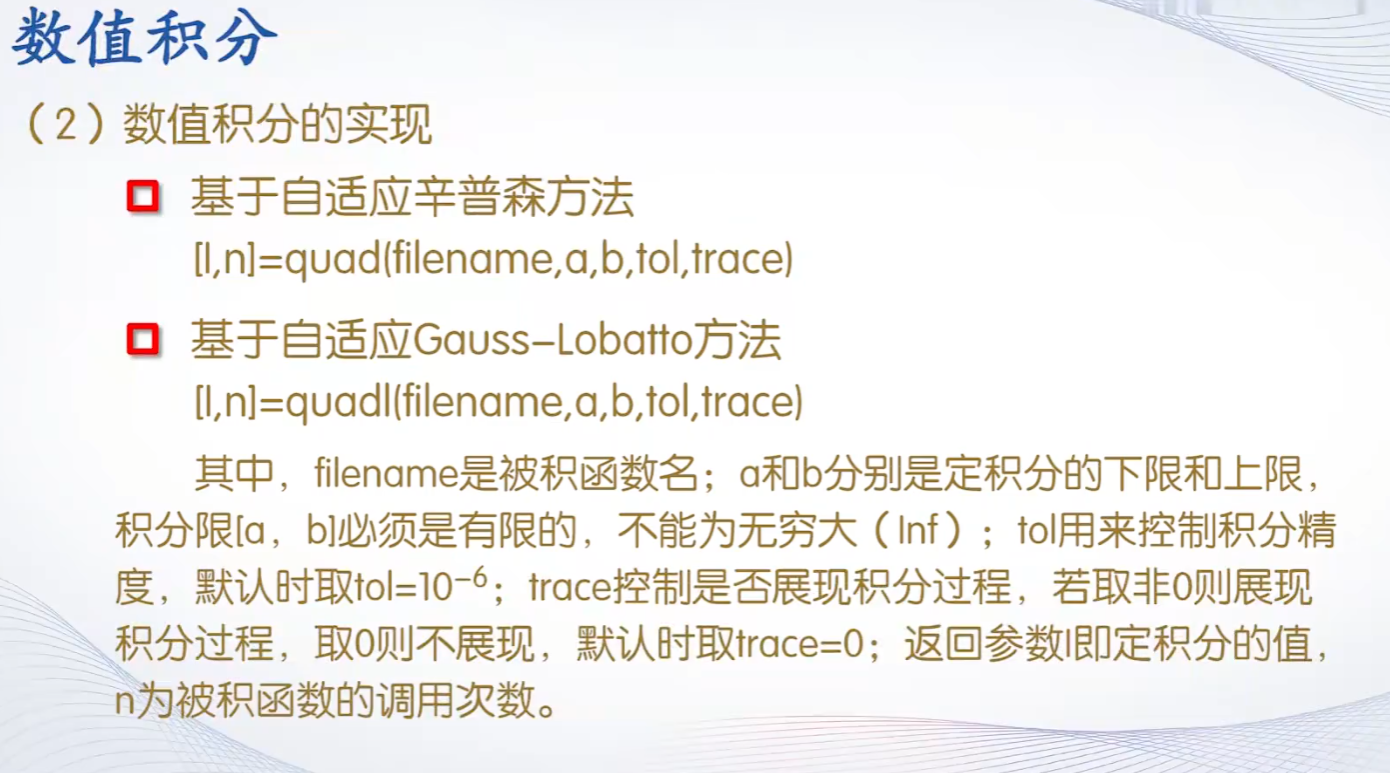 数值积分
（2）数值积分的实现
基于自适应辛普森方法
[I,n]=quad(filename,a,b,tol,trace)
基于自适应Gauss–Lobatto方法
[I,n]=quadl(filename,a,b,tol,trace)
其中，filename是被积函数名；a和b分别是定积分的下限和上限，
积分限[a，b]必须是有限的，不能为无穷大（Inf）；tol用来控制积分精
度，默认时取tol=10⁻⁶；trace控制是否展现积分过程，若取非0则展现
积分过程，取0则不展现，默认时取trace=0；返回参数I即定积分的值，
n为被积函数的调用次数。